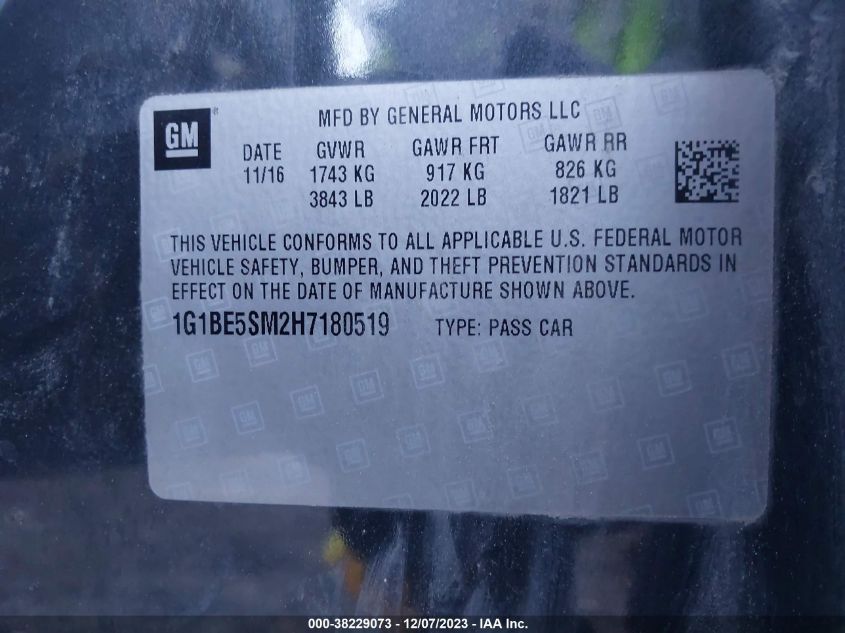 GM
MFD BY GENERAL MOTORS LLC
DATE GVWR GAWR FRT GAWR RR
11/16 1743 KG 917 KG 826 KG
3843 LB 2022 LB 1821 LB
THIS VEHICLE CONFORMS TO ALL APPLICABLE U.S. FEDERAL MOTOR
VEHICLE SAFETY, BUMPER, AND THEFT PREVENTION STANDARDS IN
EFFECT ON THE DATE OF MANUFACTURE SHOWN ABOVE.
1G1BE5SM2H7180519 TYPE: PASS CAR
000-38229073 - 12/07/2023 - IAA Inc.